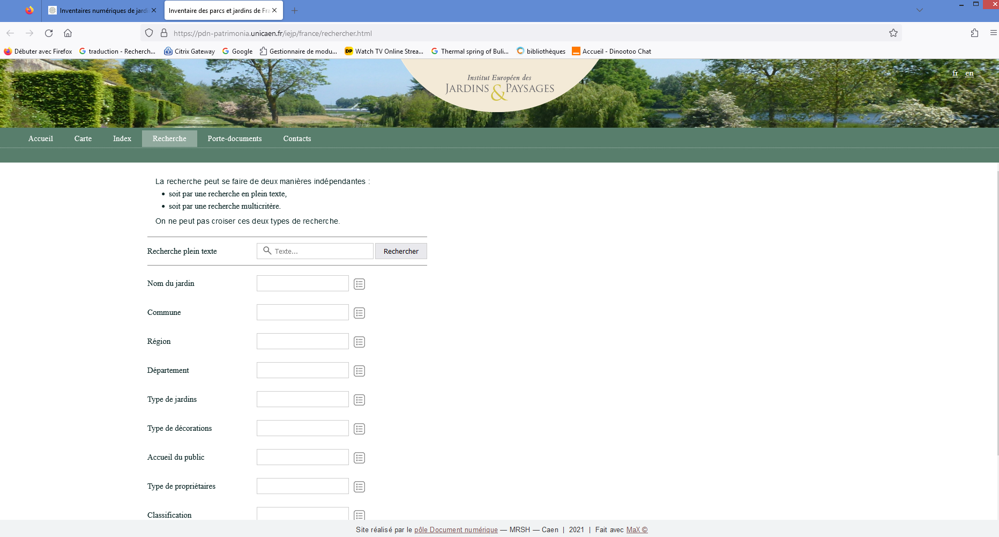 Inventaires numériques de jardi
Inventaire des parcs et jardins de Fra
https://pdn-patrimonia.unicaen.fr/iejp/france/rechercher.html
Débuter avec Firefox
traduction - Recherch...
Citrix Gateway
Google
Gestionnaire de modu...
DP
Watch TV Online Strea...
Thermal spring of Buli...
bibliothèques
Accueil - Dinootoo Chat
fr en
Institut Européen des
JARDINS & PAYSAGES
Accueil
Carte
Index
Recherche
Porte-documents
Contacts
La recherche peut se faire de deux manières indépendantes :
• soit par une recherche en plein texte,
• soit par une recherche multicritère.
On ne peut pas croiser ces deux types de recherche.
Recherche plein texte
Texte...
Rechercher
Nom du jardin
Commune
Région
Département
Type de jardins
Type de décorations
Accueil du public
Type de propriétaires
Classification
Site réalisé par le pôle Document numérique — MRSH — Caen | 2021 | Fait avec MaX ©